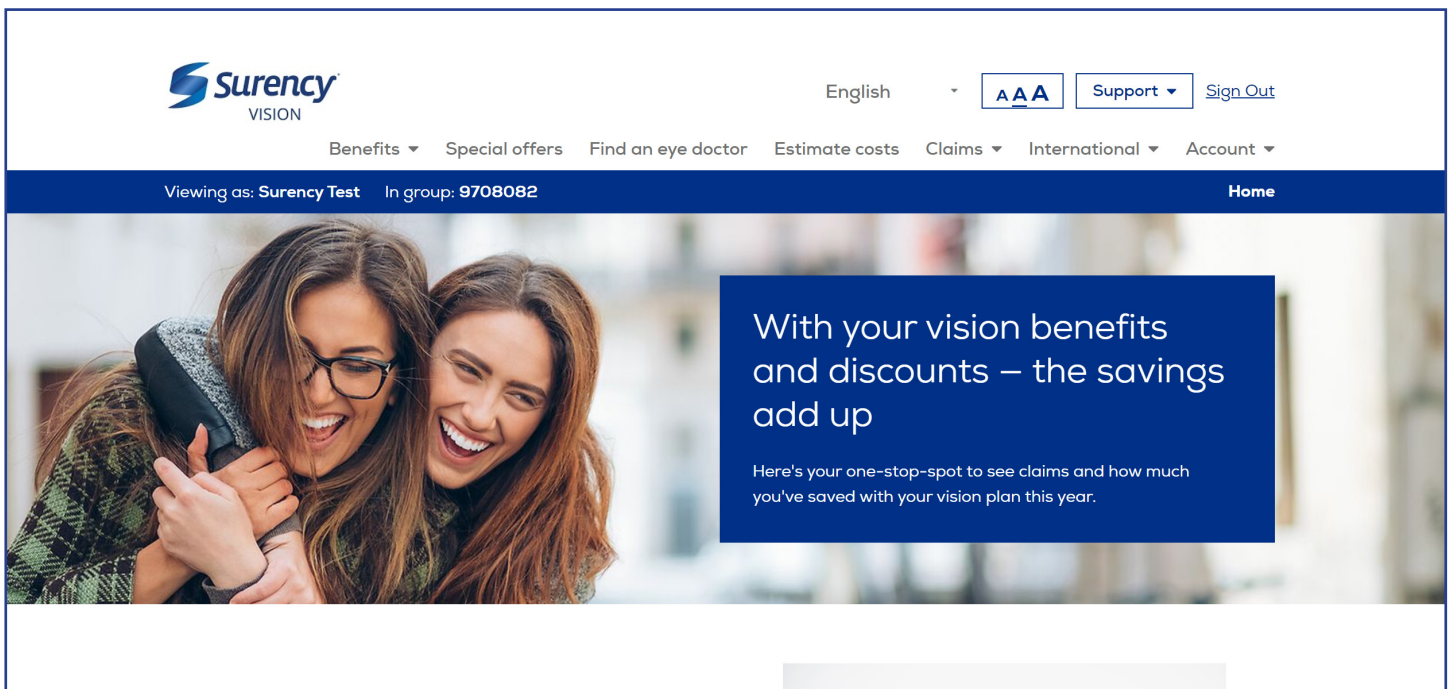 Surency
VISION
English
A A A
Support
Sign Out
Benefits Special offers Find an eye doctor Estimate costs Claims International Account
Viewing as: Surency Test In group: 9708082 Home
With your vision benefits
and discounts – the savings
add up
Here's your one-stop-spot to see claims and how much
you've saved with your vision plan this year.